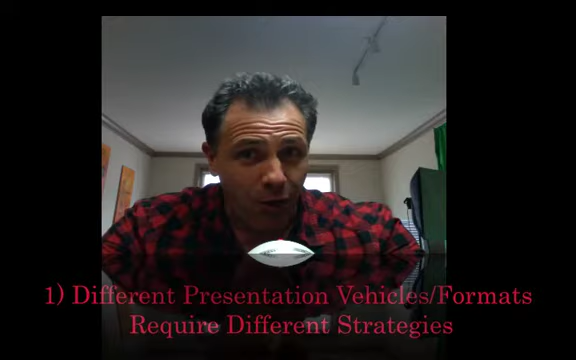 1) Different Presentation Vehicles/Formats
Require Different Strategies